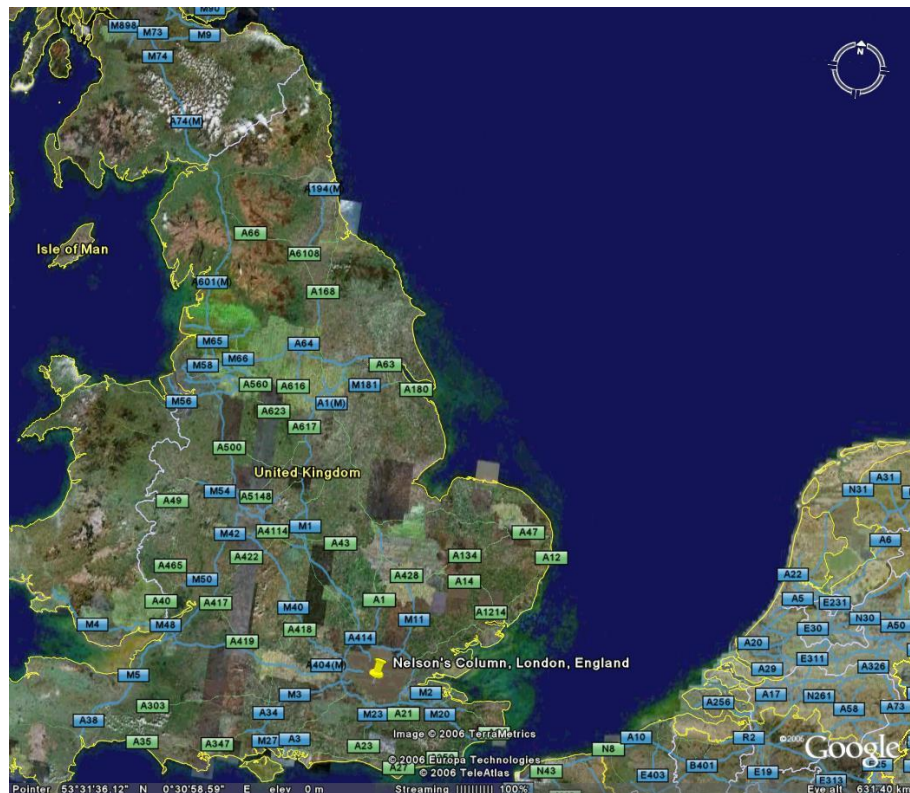 M90
M898
M73
M9
M74
N
A74(M)
A194(M)
A66
Isle of Man
A6108
A601(M)
A168
M65
A64
M66
M58
A63
A560
A616
M181
A180
M56
A1(M)
A623
A617
A500
United Kingdom
A31
N31
M54
A5148
A49
M42
A4114
M1
A47
A6
A43
A422
A134
A12
A465
M50
A428
A14
A22
A40
A417
M40
A1
A5
E231
A1214
M4
M48
A418
M11
N30
A50
E30
A419
A414
A20
Nelson's Column, London, England
E311
A404(M)
A29
A326
M5
M3
M2
A17
N261
A303
A256
A58
A73
A38
A34
M23
A21
M20
A35
A347
M27
A3
Image © 2006 TerraMetrics
A10
R2
©2006
Google
A23
N8
© 2006 Europa Technologies
B401
A27
© 2006 TeleAtlas
N43
E403
E19
E313
Pointer 53°31'36.12" N 0°30'58.59" E elev 0 m
Streaming |||||||||| 100%
Eye alt 631.40 km